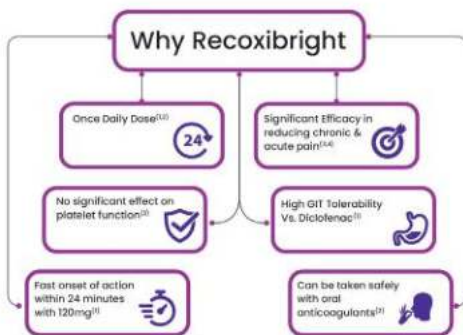 Why Recoxibright
Once Daily Dose(1,2)
24
Significant Efficacy in
reducing chronic &
acute pain(3,4)
No significant effect on
platelet function(2)
High GIT Tolerability
Vs. Diclofenac(1)
Fast onset of action
within 24 minutes
with 120mg(1)
Can be taken safely
with oral
anticoagulants(2)